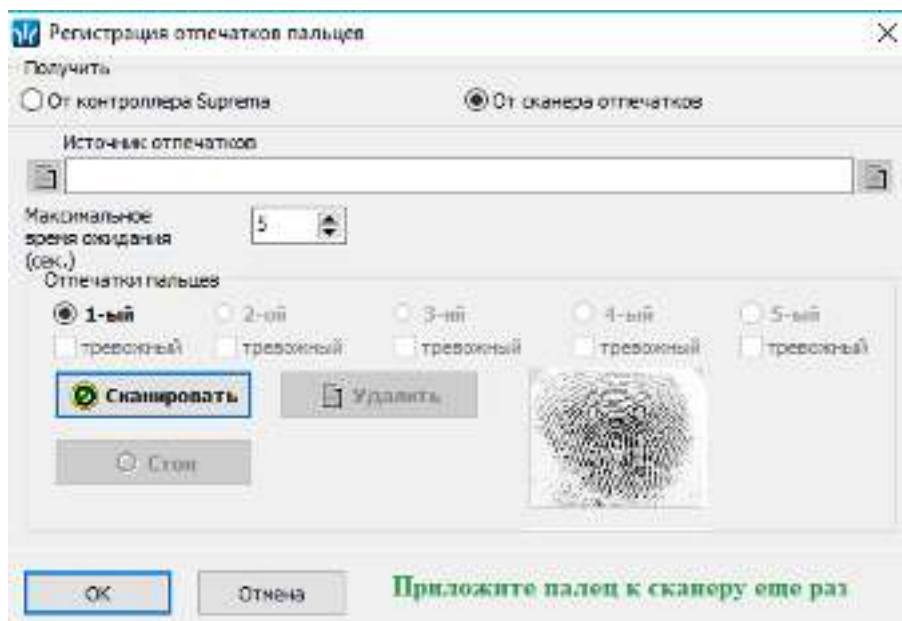 Регистрация отпечатков пальцев
Получить
От контроллера Suprema От сканера отпечатков
Источник отпечатков
Максимальное
время ожидания
(сек.)
5
Отпечатки пальцев
1-ый 2-ой 3-ий 4-ый 5-ый
тревожный тревожный тревожный тревожный тревожный
Сканировать Удалить
Стоп
OK Отмена Приложите палец к сканеру еще раз